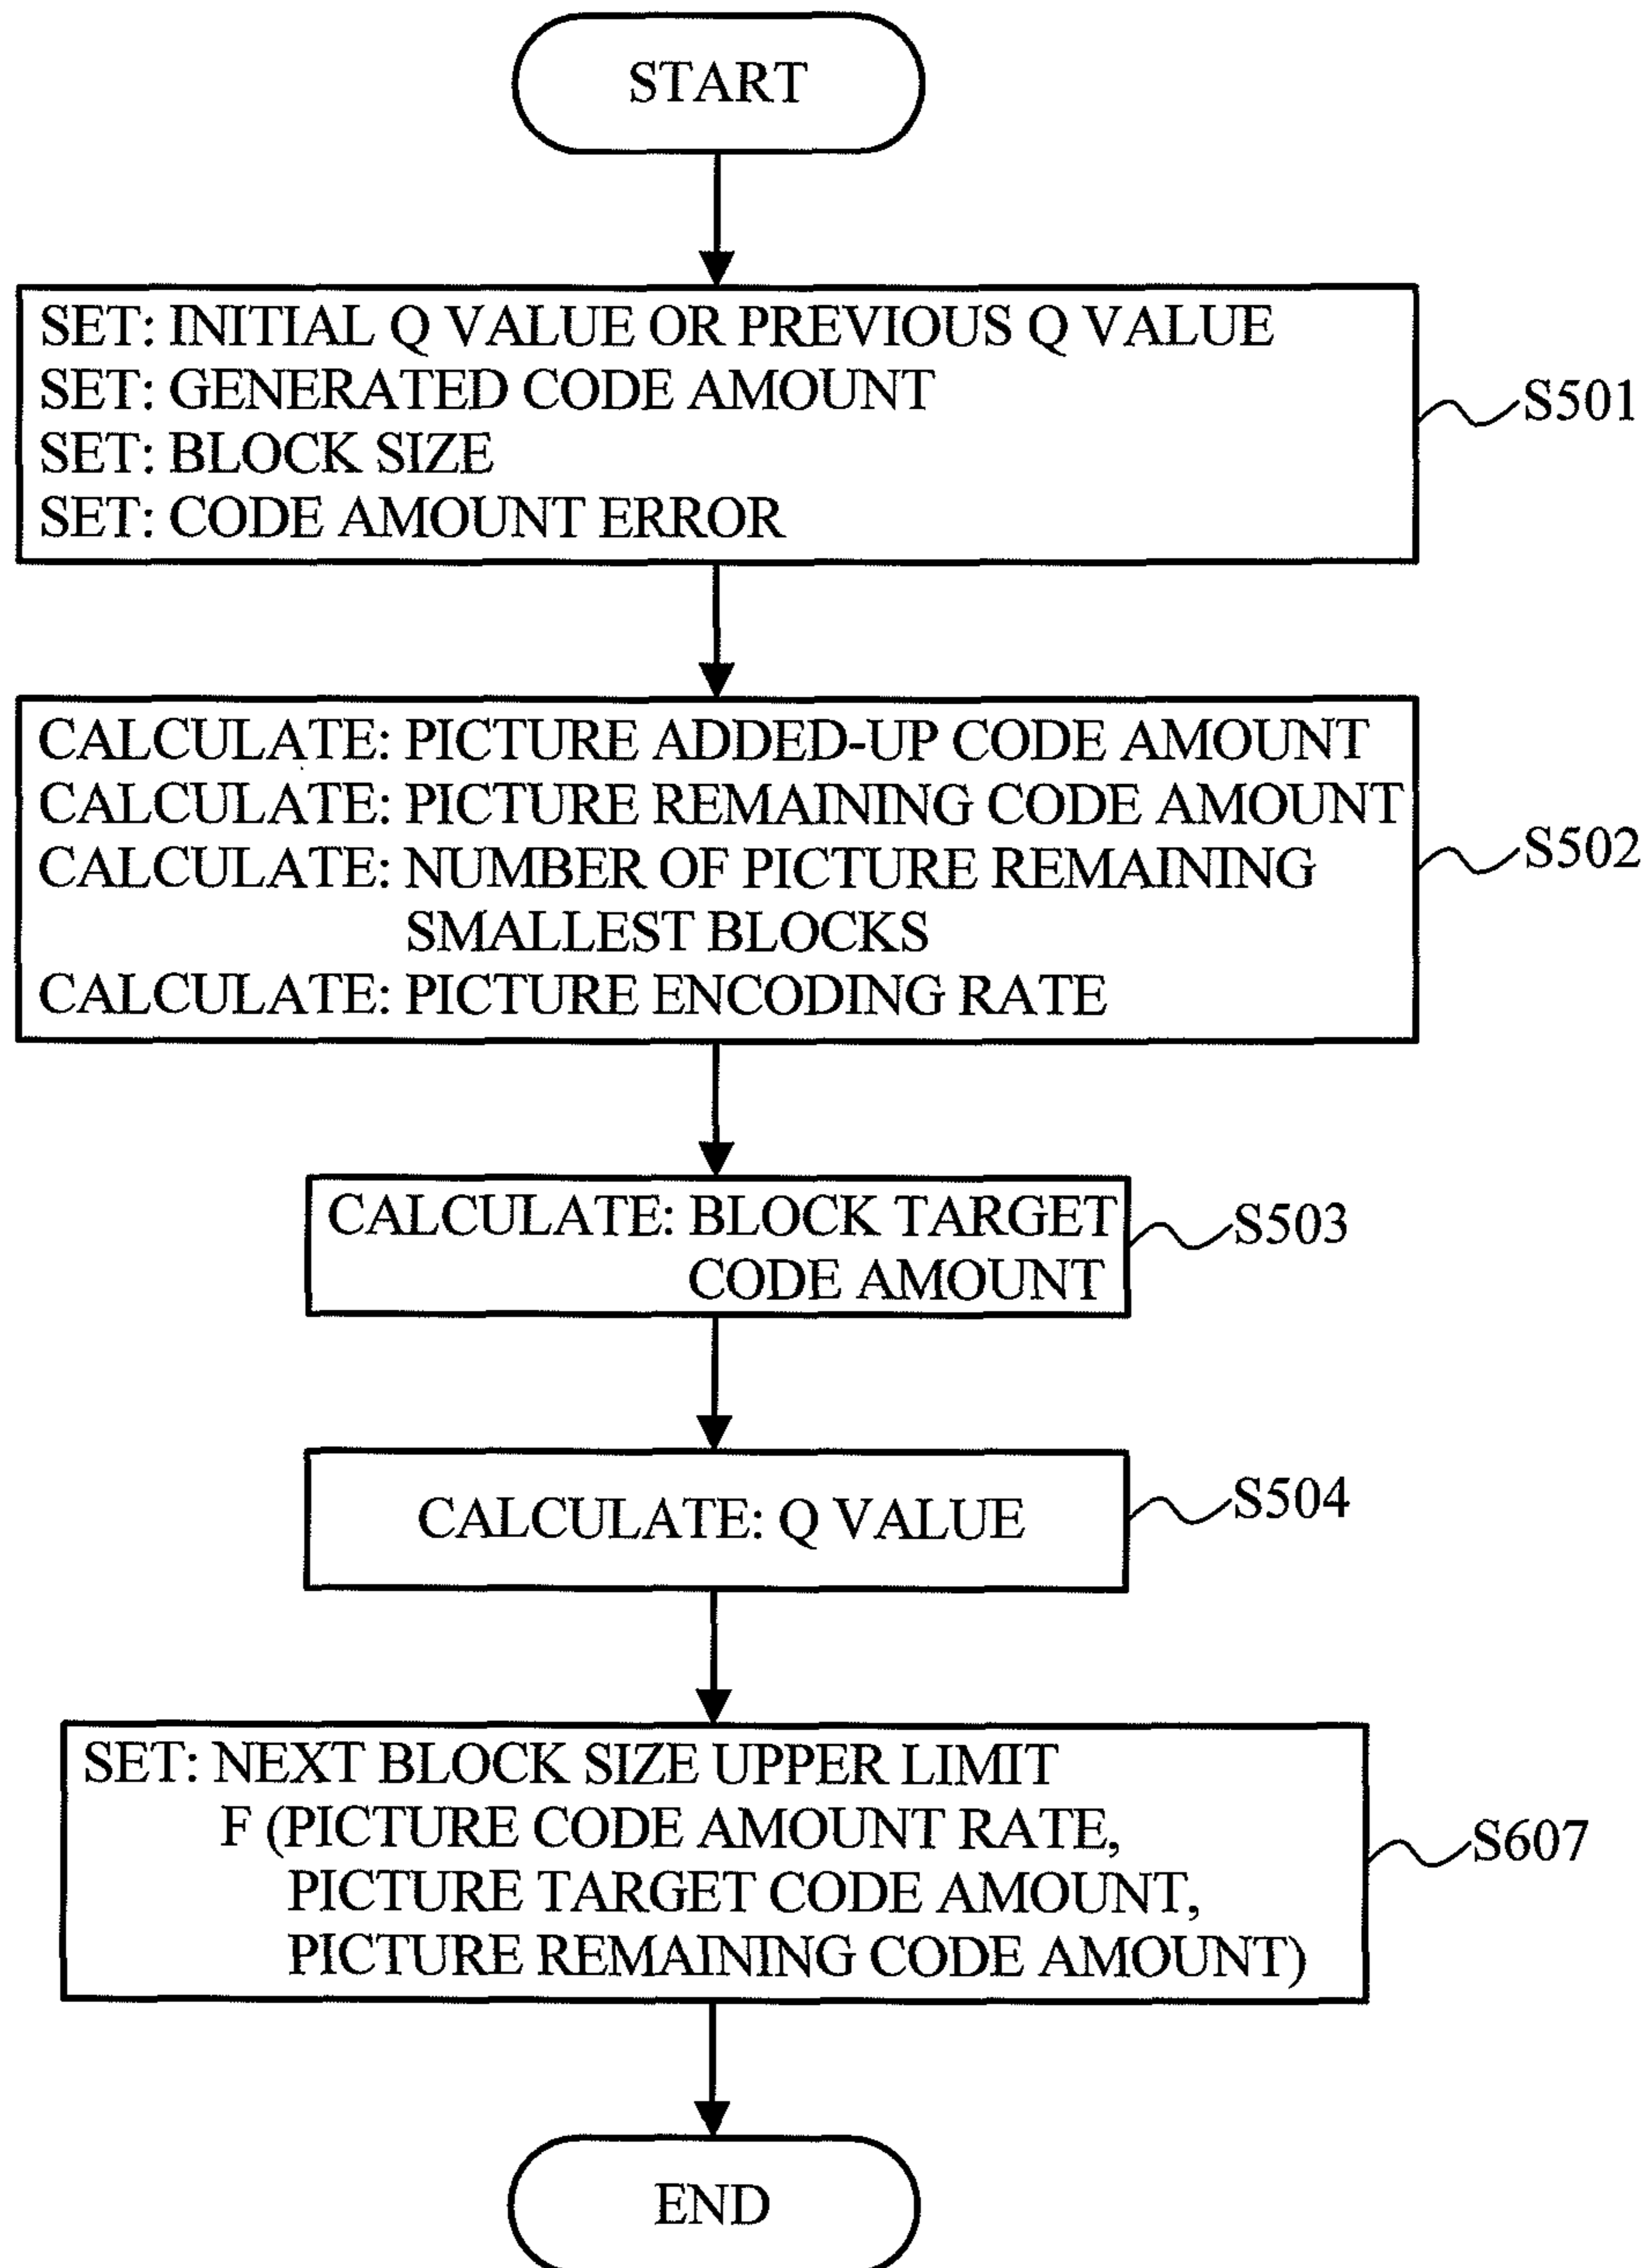 START
SET: INITIAL Q VALUE OR PREVIOUS Q VALUE
SET: GENERATED CODE AMOUNT
SET: BLOCK SIZE
SET: CODE AMOUNT ERROR
S501
CALCULATE: PICTURE ADDED-UP CODE AMOUNT
CALCULATE: PICTURE REMAINING CODE AMOUNT
CALCULATE: NUMBER OF PICTURE REMAINING
SMALLEST BLOCKS
CALCULATE: PICTURE ENCODING RATE
S502
CALCULATE: BLOCK TARGET
CODE AMOUNT
S503
CALCULATE: Q VALUE
S504
SET: NEXT BLOCK SIZE UPPER LIMIT
F (PICTURE CODE AMOUNT RATE,
PICTURE TARGET CODE AMOUNT,
PICTURE REMAINING CODE AMOUNT)
S607
END